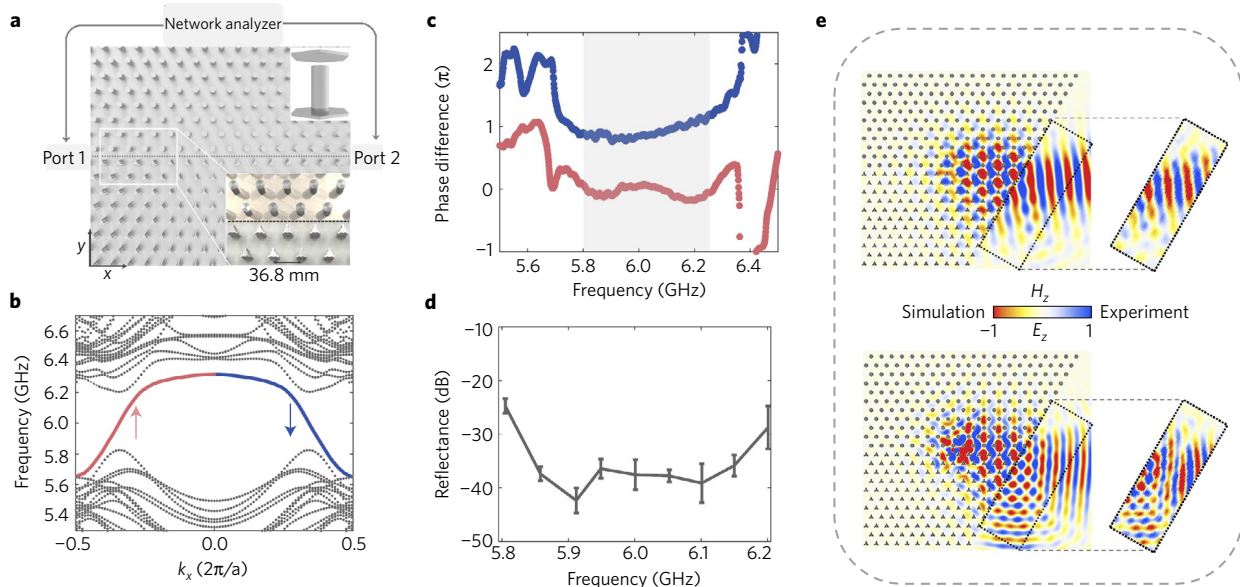 a
Network analyzer
Port 1
Port 2
y
x
36.8 mm
b
Frequency (GHz)
6.6
6.4
6.2
6.0
5.8
5.6
5.4
−0.5
0.0
0.5
kx (2π/a)
c
Phase difference (π)
2
1
0
−1
5.6
5.8
6.0
6.2
6.4
Frequency (GHz)
d
Reflectance (dB)
−10
−20
−30
−40
−50
5.8
5.9
6.0
6.1
6.2
Frequency (GHz)
e
Hz
Simulation
Experiment
−1
Ez
1